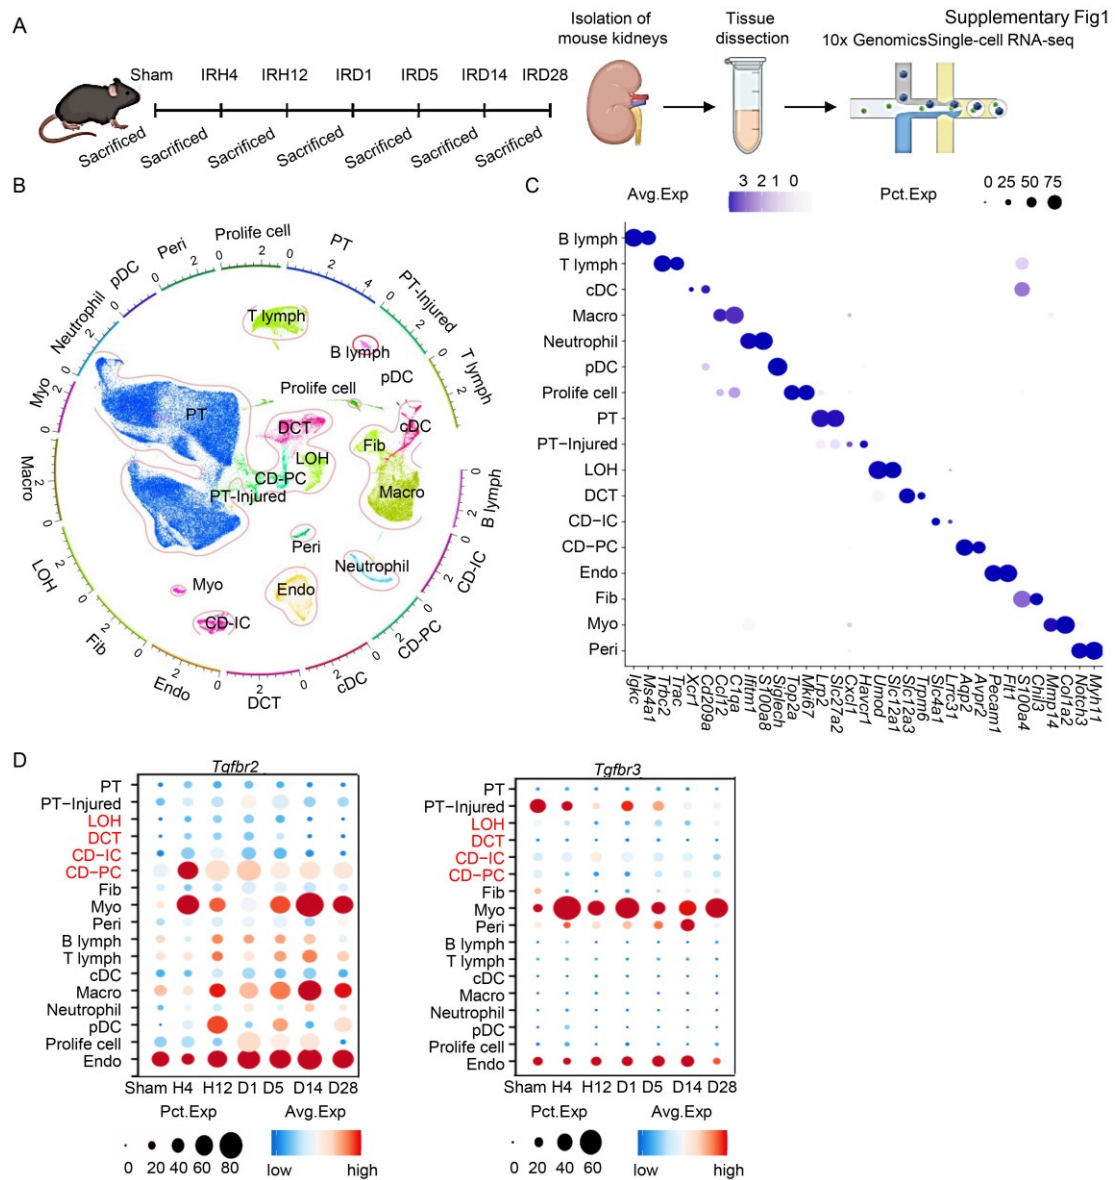 Supplementary Fig1
A
Isolation of
mouse kidneys
Tissue
dissection
10x GenomicsSingle-cell RNA-seq
Sham IRH4 IRH12 IRD1 IRD5 IRD14 IRD28
Sacrificed Sacrificed Sacrificed Sacrificed Sacrificed Sacrificed Sacrificed
B
Prolife cell
PT
PT-Injured
T lymph
B lymph
CD-IC
CD-PC
cDC
DCT
Endo
Fib
LOH
Macro
Myo
Neutrophil
pDC
Peri
T lymph
B lymph
pDC
Prolife cell
PT
DCT
cDC
Fib
LOH
CD-PC
PT-Injured
Macro
Peri
Neutrophil
Myo
Endo
CD-IC
C
Avg.Exp
3 2 1 0
Pct.Exp
0 25 50 75
B lymph
T lymph
cDC
Macro
Neutrophil
pDC
Prolife cell
PT
PT-Injured
LOH
DCT
CD-IC
CD-PC
Endo
Fib
Myo
Peri
Igkc
Ms4a1
Trbc2
Trac
Xcr1
Cd209a
Ccl12
C1qa
Ifitm1
S100a8
Siglech
Top2a
Mki67
Lrp2
Slc27a2
Cxcl1
Havcr1
Umod
Slc12a1
Slc12a3
Trpm6
Slc4a1
Lrrc31
Aqp2
Avpr2
Pecam1
Flt1
S100a4
Chil3
Mmp14
Col1a2
Notch3
Myh11
D
Tgfbr2
PT
PT-Injured
LOH
DCT
CD-IC
CD-PC
Fib
Myo
Peri
B lymph
T lymph
cDC
Macro
Neutrophil
pDC
Prolife cell
Endo
Sham H4 H12 D1 D5 D14 D28
Pct.Exp
0 20 40 60 80
Avg.Exp
low high
Tgfbr3
PT
PT-Injured
LOH
DCT
CD-IC
CD-PC
Fib
Myo
Peri
B lymph
T lymph
cDC
Macro
Neutrophil
pDC
Prolife cell
Endo
Sham H4 H12 D1 D5 D14 D28
Pct.Exp
0 20 40 60
Avg.Exp
low high